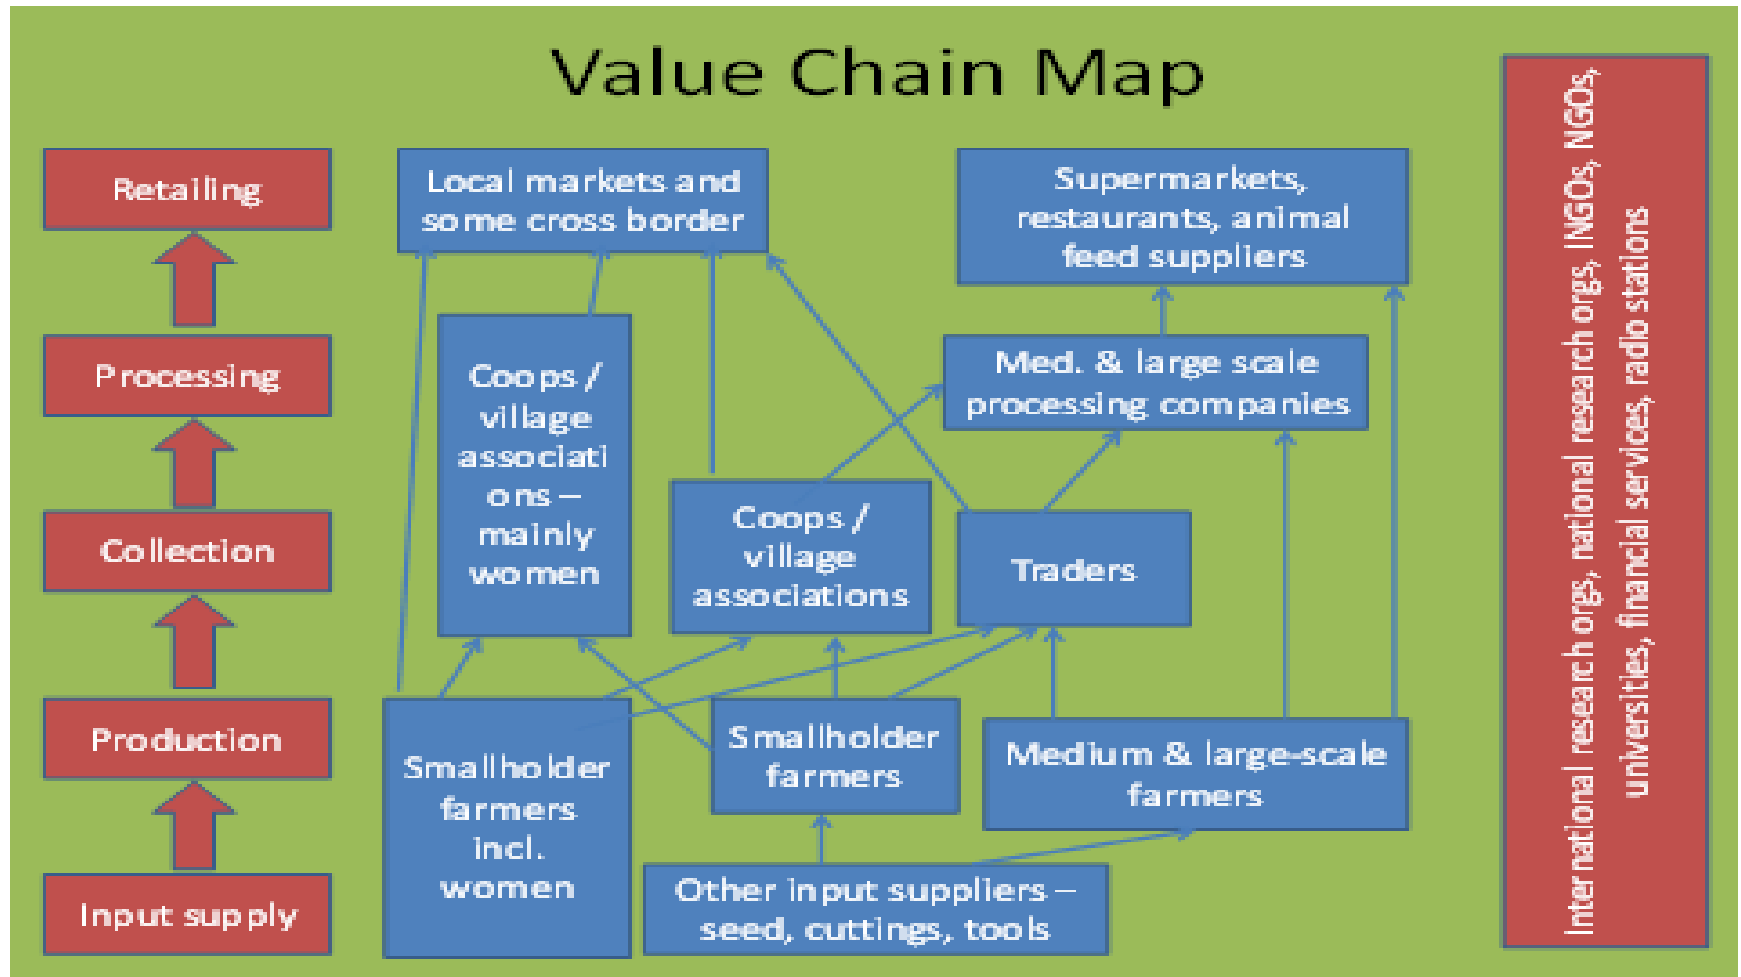 Value Chain Map
Retailing
Processing
Collection
Production
Input supply
Local markets and
some cross border
Supermarkets,
restaurants, animal
feed suppliers
Coops /
village
associati
ons –
mainly
women
Med. & large scale
processing companies
Coops /
village
associations
Traders
Smallholder
farmers
incl.
women
Smallholder
farmers
Medium & large-scale
farmers
Other input suppliers –
seed, cuttings, tools
International research orgs, national research orgs, INGOs, NGOs,
universities, financial services, radio stations